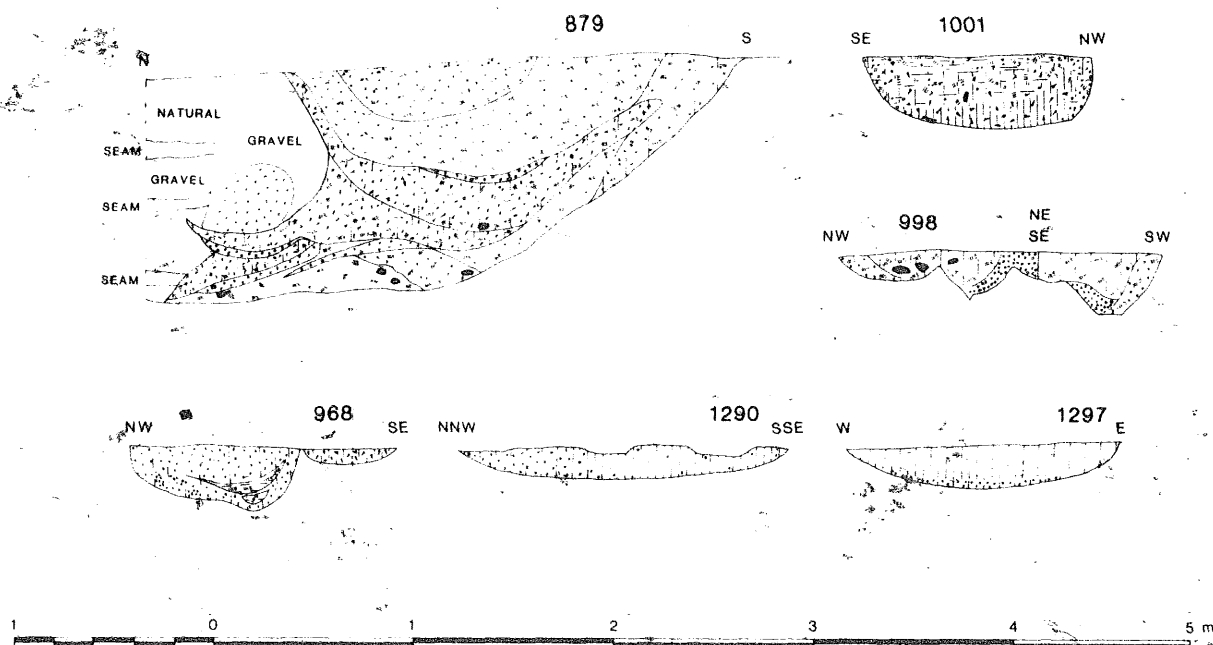 879
N S
NATURAL
SEAM
GRAVEL
GRAVEL
SEAM
SEAM
1001
SE NW
998
NW NE SE SW
968
NW SE
1290
NNW SSE
1297
W E
1 0 1 2 3 4 5 m